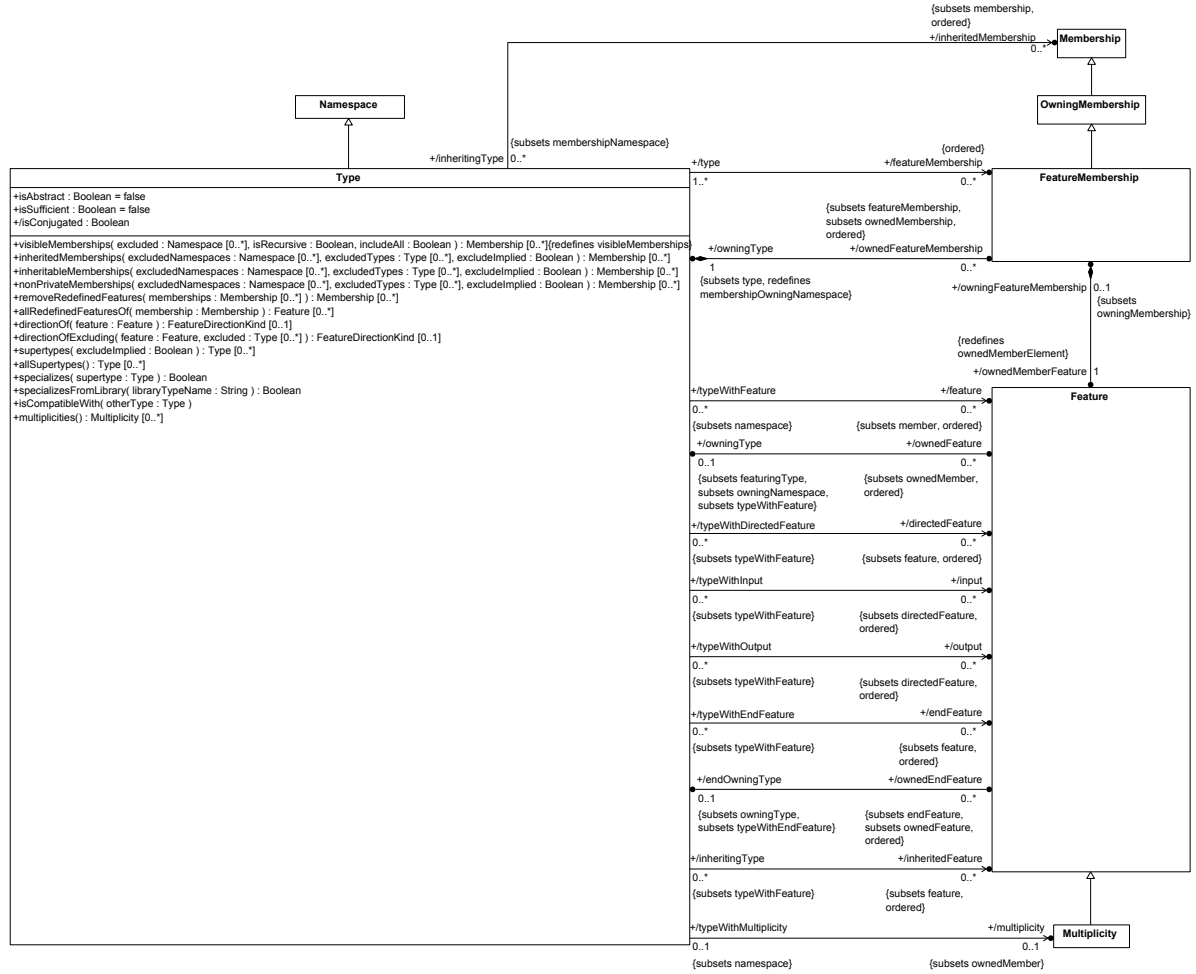 {subsets membership,
ordered}
+/inheritedMembership
0..*
Membership
Namespace
OwningMembership
+/inheritingType
0..*
{subsets membershipNamespace}
Type
+isAbstract : Boolean = false
+isSufficient : Boolean = false
+/isConjugated : Boolean
+visibleMemberships( excluded : Namespace [0..*], isRecursive : Boolean, includeAll : Boolean ) : Membership [0..*]{redefines visibleMemberships}
+inheritedMemberships( excludedNamespaces : Namespace [0..*], excludedTypes : Type [0..*], excludeImplied : Boolean ) : Membership [0..*]
+inheritableMemberships( excludedNamespaces : Namespace [0..*], excludedTypes : Type [0..*], excludeImplied : Boolean ) : Membership [0..*]
+nonPrivateMemberships( excludedNamespaces : Namespace [0..*], excludedTypes : Type [0..*], excludeImplied : Boolean ) : Membership [0..*]
+removeRedefinedFeatures( memberships : Membership [0..*] ) : Membership [0..*]
+allRedefinedFeaturesOf( membership : Membership ) : Feature [0..*]
+directionOf( feature : Feature ) : FeatureDirectionKind [0..1]
+directionOfExcluding( feature : Feature, excluded : Type [0..*] ) : FeatureDirectionKind [0..1]
+supertypes( excludeImplied : Boolean ) : Type [0..*]
+allSupertypes() : Type [0..*]
+specializes( supertype : Type ) : Boolean
+specializesFromLibrary( libraryTypeName : String ) : Boolean
+isCompatibleWith( otherType : Type )
+multiplicities() : Multiplicity [0..*]
+/type
1..*
{ordered}
+/featureMembership
0..*
FeatureMembership
+/owningType
1
{subsets type, redefines
membershipOwningNamespace}
{subsets featureMembership,
subsets ownedMembership,
ordered}
+/ownedFeatureMembership
0..*
+/owningFeatureMembership
0..1
{subsets
owningMembership}
{redefines
ownedMemberElement}
+/ownedMemberFeature
1
Feature
+/typeWithFeature
0..*
{subsets namespace}
+/feature
0..*
{subsets member, ordered}
+/owningType
0..1
{subsets featuringType,
subsets owningNamespace,
subsets typeWithFeature}
+/ownedFeature
0..*
{subsets ownedMember,
ordered}
+/typeWithDirectedFeature
0..*
{subsets typeWithFeature}
+/directedFeature
0..*
{subsets feature, ordered}
+/typeWithInput
0..*
{subsets typeWithFeature}
+/input
0..*
{subsets directedFeature,
ordered}
+/typeWithOutput
0..*
{subsets typeWithFeature}
+/output
0..*
{subsets directedFeature,
ordered}
+/typeWithEndFeature
0..*
{subsets typeWithFeature}
+/endFeature
0..*
{subsets feature,
ordered}
+/endOwningType
0..1
{subsets owningType,
subsets typeWithEndFeature}
+/ownedEndFeature
0..*
{subsets endFeature,
subsets ownedFeature,
ordered}
+/inheritingType
0..*
{subsets typeWithFeature}
+/inheritedFeature
0..*
{subsets feature,
ordered}
+/typeWithMultiplicity
0..1
{subsets namespace}
+/multiplicity
0..1
{subsets ownedMember}
Multiplicity